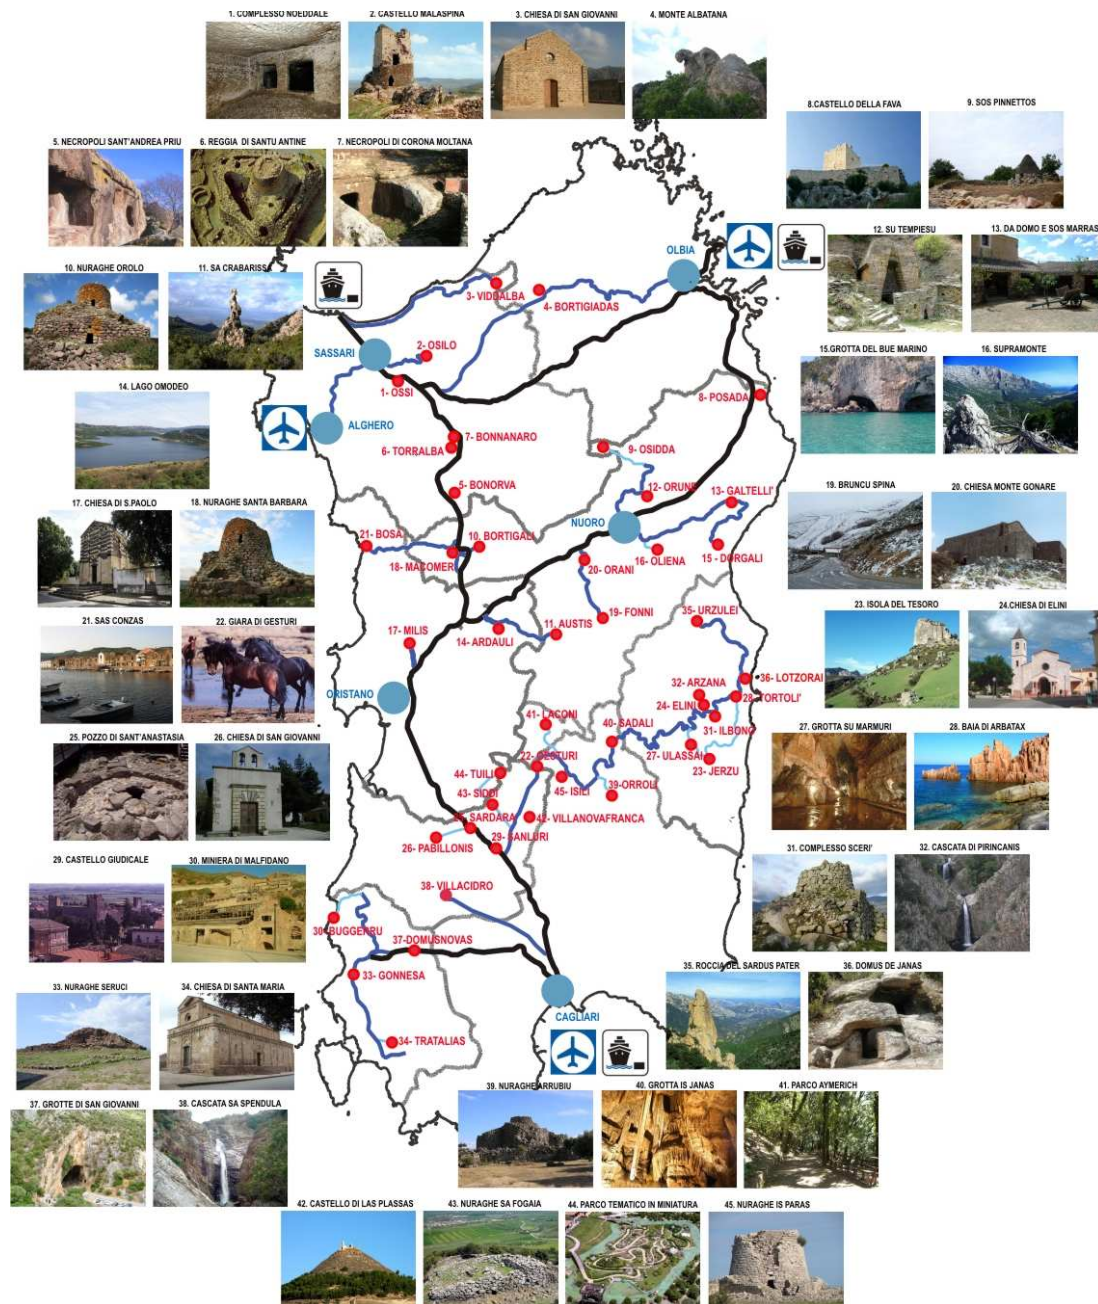 1. COMPLESSO NOEDDALE
2. CASTELLO MALASPINA
3. CHIESA DI SAN GIOVANNI
4. MONTE ALBATANA
8.CASTELLO DELLA FAVA
9. SOS PINNETTOS
5. NECROPOLI SANT'ANDREA PRIU
6. REGGIA DI SANTU ANTINE
7. NECROPOLI DI CORONA MOLTANA
12. SU TEMPIESU
13. DA DOMO E SOS MARRAS
10. NURAGHE OROLO
11. SA CRABARISSA
OLBIA
3- VIDDALBA
4- BORTIGIADAS
15.GROTTA DEL BUE MARINO
16. SUPRAMONTE
2- OSILO
SASSARI
14. LAGO OMODEO
1- OSSI
8- POSADA
ALGHERO
7- BONNANARO
6- TORRALBA
9- OSIDDA
19. BRUNCU SPINA
20. CHIESA MONTE GONARE
17. CHIESA DI S.PAOLO
18. NURAGHE SANTA BARBARA
5- BONORVA
12- ORUNE
13- GALTELLI'
NUORO
21- BOSA
10. BORTIGALI
18- MACOMER
16- OLIENA
15- DORGALI
20- ORANI
21. SAS CONZAS
22. GIARA DI GESTURI
19- FONNI
35- URZULEI
23. ISOLA DEL TESORO
24.CHIESA DI ELINI
17- MILIS
14- ARDAULI
11. AUSTIS
ORISTANO
36- LOTZORAI
32- ARZANA
28- TORTOLI'
24- ELINI
31- ILBONO
41- LACONI
40- SADALI
25. POZZO DI SANT'ANASTASIA
26. CHIESA DI SAN GIOVANNI
27. GROTTA SU MARMURI
28. BAIA DI ARBATAX
22- GESTURI
27- ULASSAI
23- JERZU
44- TUILI
45- ISILI
39-ORROLI
43- SIDDI
25- SARDARA
42- VILLANOVAFRANCA
26- PABILLONIS
29- SANLURI
29. CASTELLO GIUDICALE
30. MINIERA DI MALFIDANO
31. COMPLESSO SCERI'
32. CASCATA DI PIRINCANIS
38- VILLACIDRO
30- BUGGERRU
37-DOMUSNOVAS
33- GONNESA
35. ROCCIA DEL SARDUS PATER
36. DOMUS DE JANAS
33. NURAGHE SERUCI
34. CHIESA DI SANTA MARIA
CAGLIARI
34- TRATALIAS
39. NURAGHE ARRUBIU
40. GROTTA IS JANAS
41. PARCO AYMERICH
37. GROTTE DI SAN GIOVANNI
38. CASCATA SA SPENDULA
42. CASTELLO DI LAS PLASSAS
43. NURAGHE SA FOGAIA
44. PARCO TEMATICO IN MINIATURA
45. NURAGHE IS PARAS